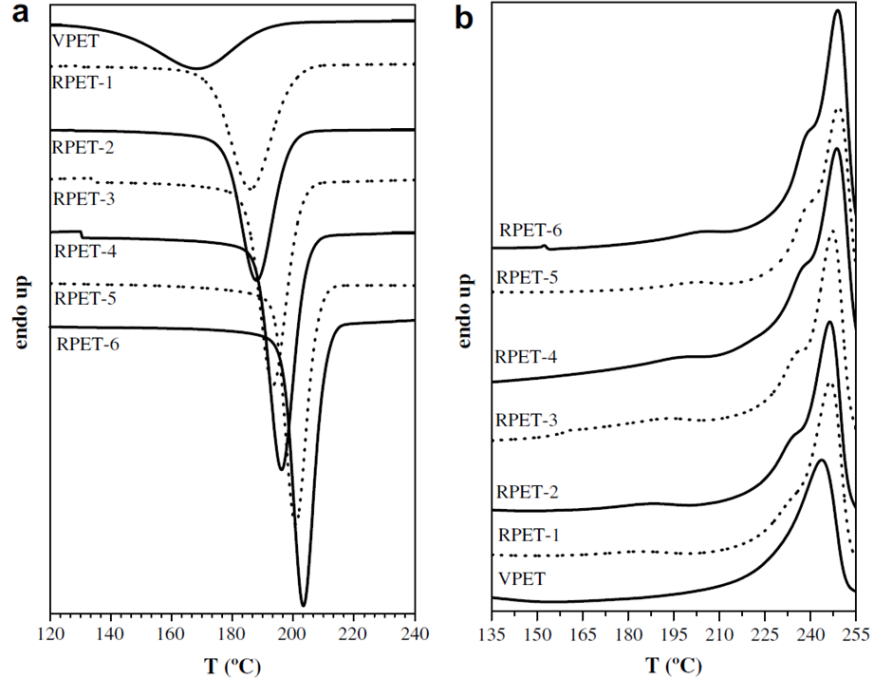 a
VPET
RPET-1
RPET-2
RPET-3
RPET-4
RPET-5
RPET-6
endo up
120 140 160 180 200 220 240
T (ºC)
b
RPET-6
RPET-5
RPET-4
RPET-3
RPET-2
RPET-1
VPET
endo up
135 150 165 180 195 210 225 240 255
T (ºC)